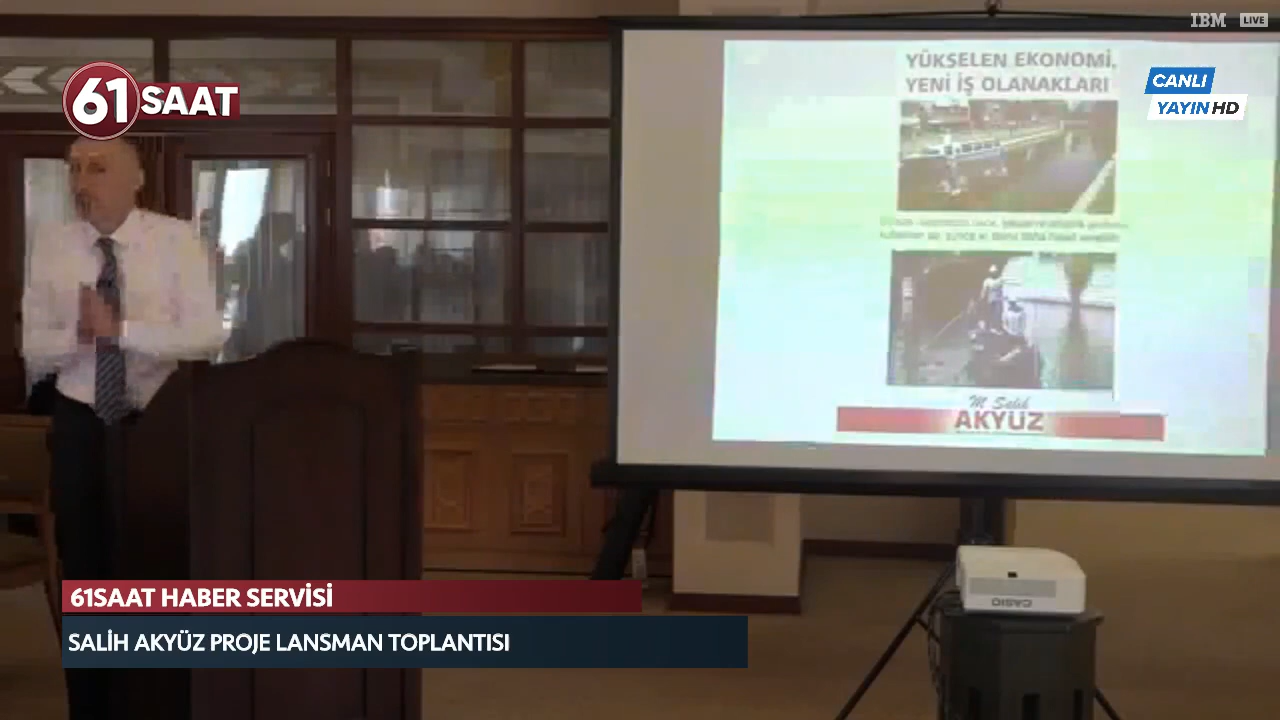 IBM LIVE
61SAAT
CANLI
YAYIN HD
YÜKSELEN EKONOMİ,
YENİ İŞ OLANAKLARI
M Salih
AKYÜZ
CASIO
61SAAT HABER SERVİSİ
SALİH AKYÜZ PROJE LANSMAN TOPLANTISI